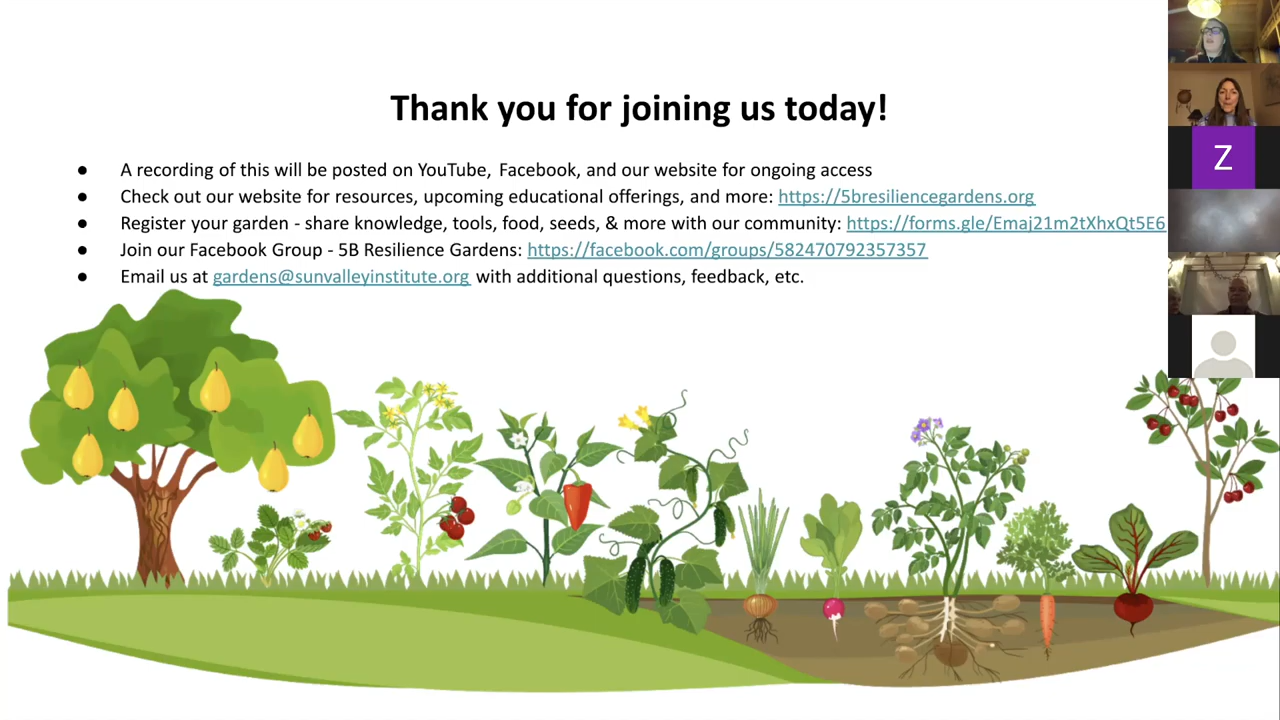 Thank you for joining us today!
● A recording of this will be posted on YouTube, Facebook, and our website for ongoing access
● Check out our website for resources, upcoming educational offerings, and more: https://5bresiliencegardens.org
● Register your garden - share knowledge, tools, food, seeds, & more with our community: https://forms.gle/Emaj21m2tXhxQt5E6
● Join our Facebook Group - 5B Resilience Gardens: https://facebook.com/groups/582470792357357
● Email us at gardens@sunvalleyinstitute.org with additional questions, feedback, etc.
Z